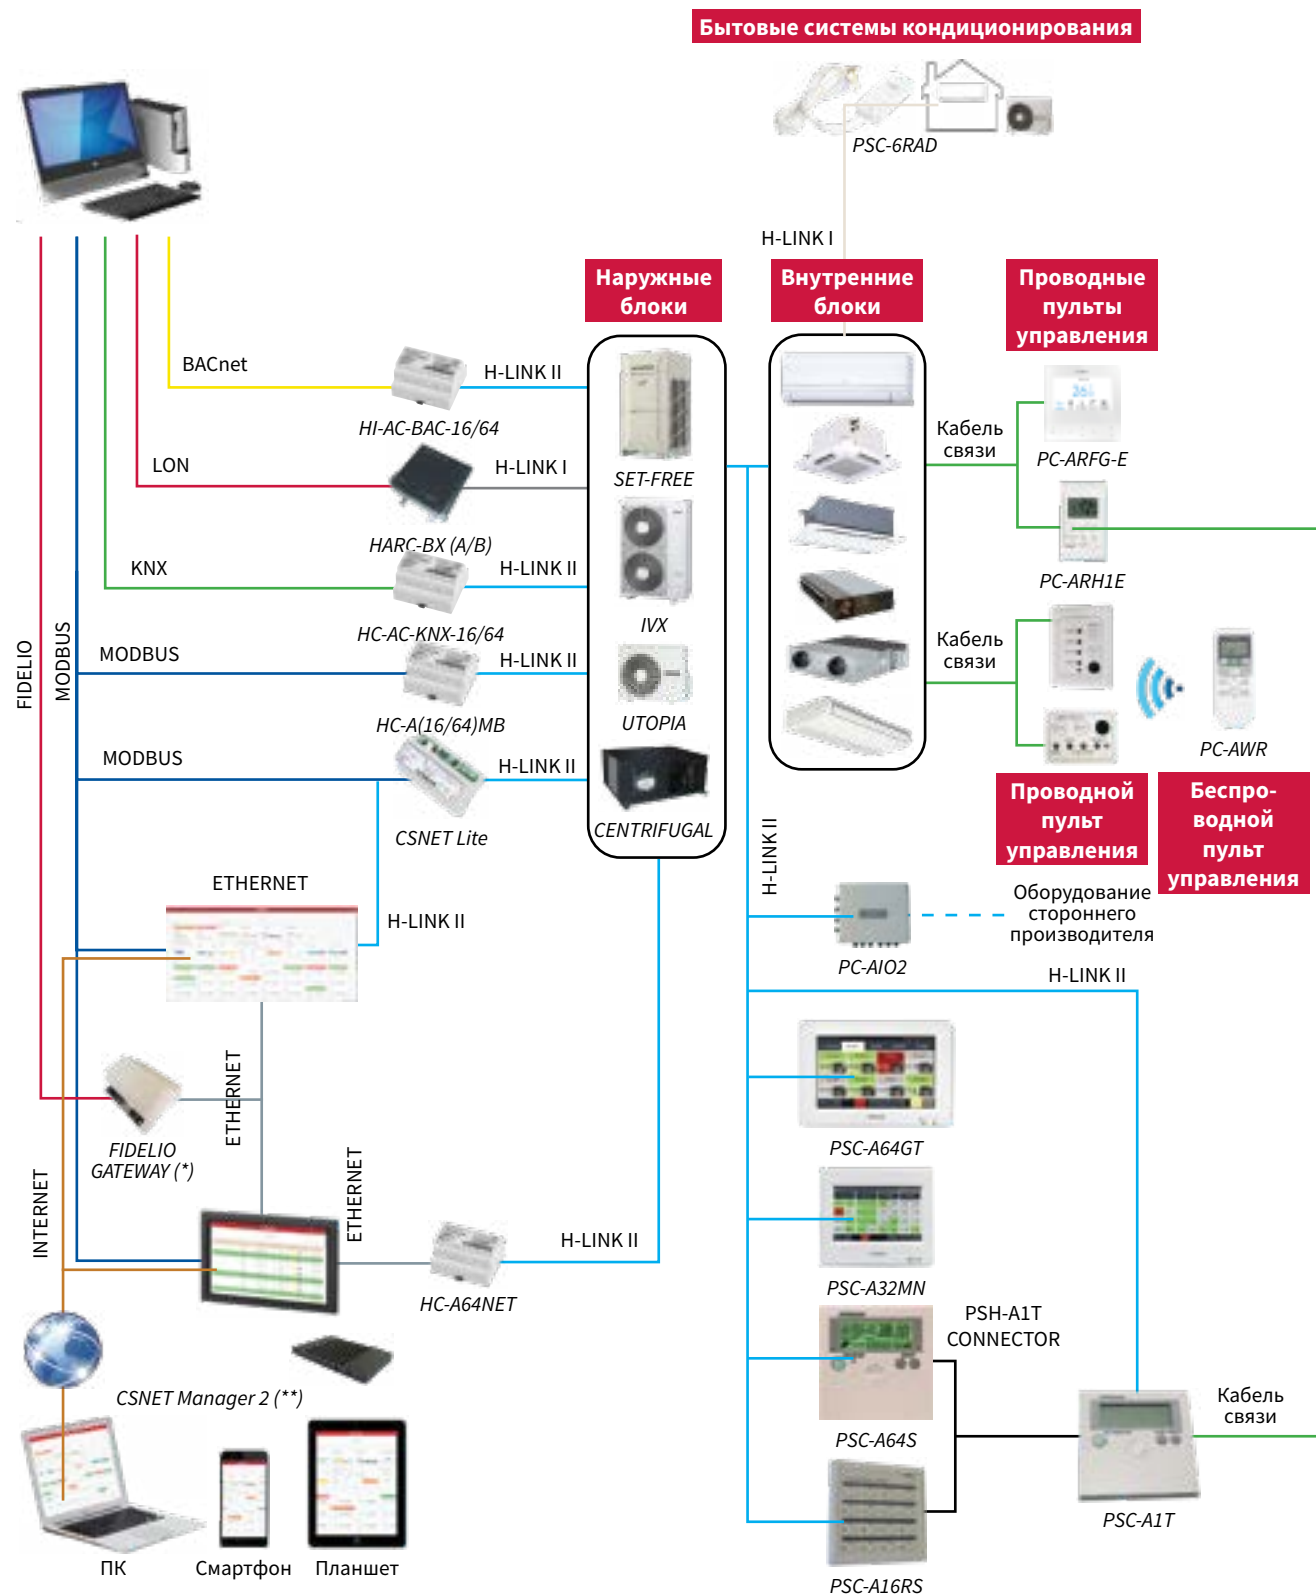 Бытовые системы кондиционирования
PSC-6RAD
H-LINK I
Наружные
блоки
Внутренние
блоки
Проводные
пульты
управления
BACnet
H-LINK II
HI-AC-BAC-16/64
LON
H-LINK I
HARC-BX (A/B)
KNX
H-LINK II
HC-AC-KNX-16/64
MODBUS
H-LINK II
HC-A(16/64)MB
MODBUS
H-LINK II
CSNET Lite
FIDELIO
MODBUS
SET-FREE
IVX
UTOPIA
CENTRIFUGAL
Кабель
связи
PC-ARFG-E
PC-ARH1E
Кабель
связи
PC-AWR
Проводной
пульт
управления
Беспро-
водной
пульт
управления
H-LINK II
ETHERNET
H-LINK II
Оборудование
стороннего
производителя
PC-AIO2
H-LINK II
ETHERNET
FIDELIO
GATEWAY (*)
INTERNET
ETHERNET
H-LINK II
HC-A64NET
PSC-A64GT
PSC-A32MN
PSH-A1T
CONNECTOR
CSNET Manager 2 (**)
PSC-A64S
Кабель
связи
PSC-A1T
ПК
Смартфон
Планшет
PSC-A16RS